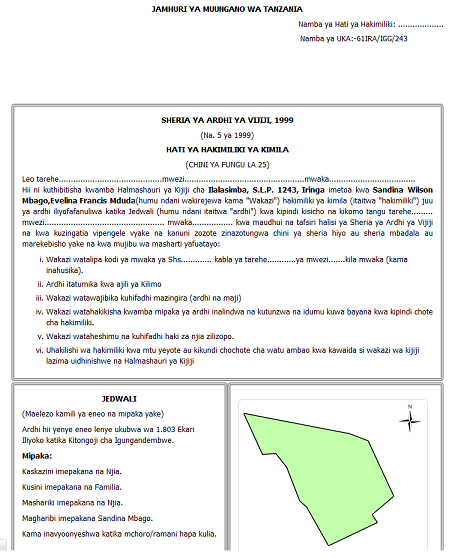 JAMHURI YA MUUNGANO WA TANZANIA
Namba ya Hati ya Hakimiliki: ...................
Namba ya UKA:-61IRA/IGG/243
SHERIA YA ARDHI YA VIJIJI, 1999
(Na. 5 ya 1999)
HATI YA HAKIMILIKI YA KIMILA
(CHINI YA FUNGU LA 25)
Leo tarehe....................................mwezi.........................................mwaka..............................
Hii ni kuthibitisha kwamba Halmashauri ya Kijiji cha Ilalasimba, S.L.P. 1243, Iringa imetoa kwa Sandina Wilson
Mbago,Evelina Francis Mduda(humu ndani wakirejewa kama "Wakazi") hakimiliki ya kimila (itaitwa "hakimiliki") juu
ya ardhi iliyofafanuliwa katika Jedwali (humu ndani itaitwa "ardhi") kwa kipindi kisicho na kikomo tangu tarehe.........
mwezi................................... mwaka.............. kwa maudhui na tafsiri halisi ya Sheria ya Ardhi ya Vijiji
na kwa kuzingatia vipengele vyake na kanuni zozote zinazotungwa chini ya sheria hiyo au sheria mbadala au
marekebisho yake na kwa mujibu wa masharti yafuatayo:
i. Wakazi watalipa kodi ya mwaka ya Shs............. kabla ya tarehe...........ya mwezi.......kila mwaka (kama
inahusika).
ii. Ardhi itatumika kwa ajili ya Kilimo
iii. Wakazi watawajibika kuhifadhi mazingira (ardhi na maji)
iv. Wakazi watahakikisha kwamba mipaka ya ardhi inalindwa na kutunzwa na idumu kuwa bayana kwa kipindi chote
cha hakimiliki.
v. Wakazi wataheshimu na kuhifadhi haki za njia zilizopo.
vi. Uhakilishi wa hakimiliki kwa mtu yeyote au kikundi chochote cha watu ambao kwa kawaida si wakazi wa kijiji
lazima uidhinishwe na Halmashauri ya Kijiji
JEDWALI
(Maelezo kamili ya eneo na mipaka yake)
Ardhi hii yenye eneo lenye ukubwa wa 1.803 Ekari
Iliyoko katika Kitongoji cha Igungandembwe.
Mipaka:
Kaskazini imepakana na Njia.
Kusini imepakana na Familia.
Mashariki imepakana na Njia.
Magharibi imepakana Sandina Mbago.
Kama inavyoonyeshwa katika mchoro/ramani hapa kulia.
N